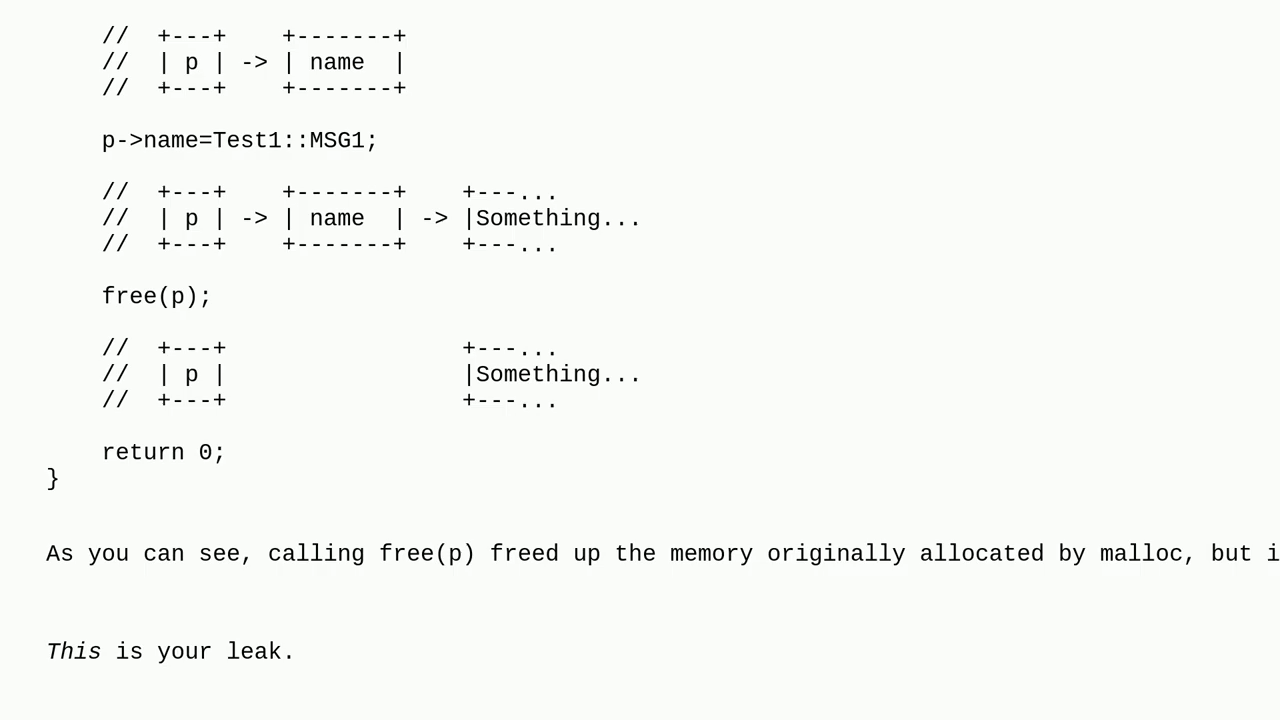 //  +---+    +-------+
//  | p | -> | name  |
//  +---+    +-------+
p->name=Test1::MSG1;
//  +---+    +-------+    +---...
//  | p | -> | name  | -> |Something...
//  +---+    +-------+    +---...
free(p);
//  +---+                 +---...
//  | p |                 |Something...
//  +---+                 +---...
return 0;
}
As you can see, calling free(p) freed up the memory originally allocated by malloc, but i
This is your leak.